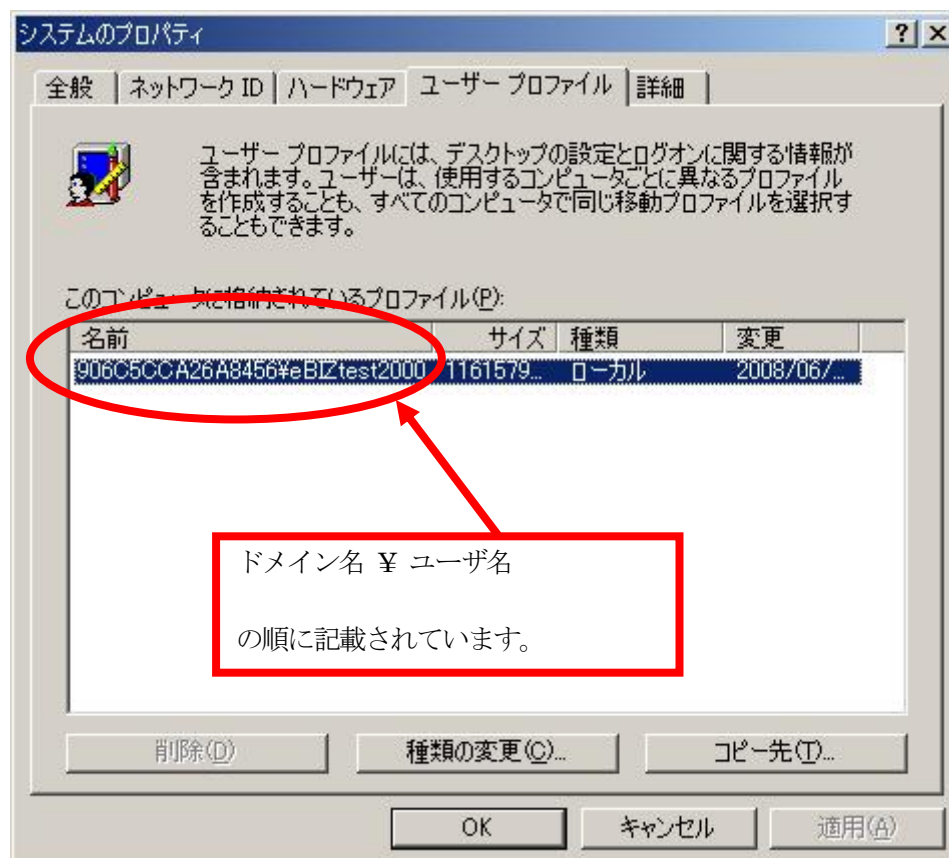 システムのプロパティ
全般 ネットワーク ID ハードウェア ユーザー プロファイル 詳細
ユーザー プロファイルには、デスクトップの設定とログオンに関する情報が
含まれます。ユーザーは、使用するコンピュータごとに異なるプロファイル
を作成することも、すべてのコンピュータで同じ移動プロファイルを選択す
ることもできます。
このコンピュータに格納されているプロファイル(P):
名前 サイズ 種類 変更
906C5CCA26A8456¥eBIZtest2000 1161579... ローカル 2008/06/...
ドメイン名 ¥ ユーザ名
の順に記載されています。
削除(D) 種類の変更(C)... コピー先(T)...
OK キャンセル 適用(A)